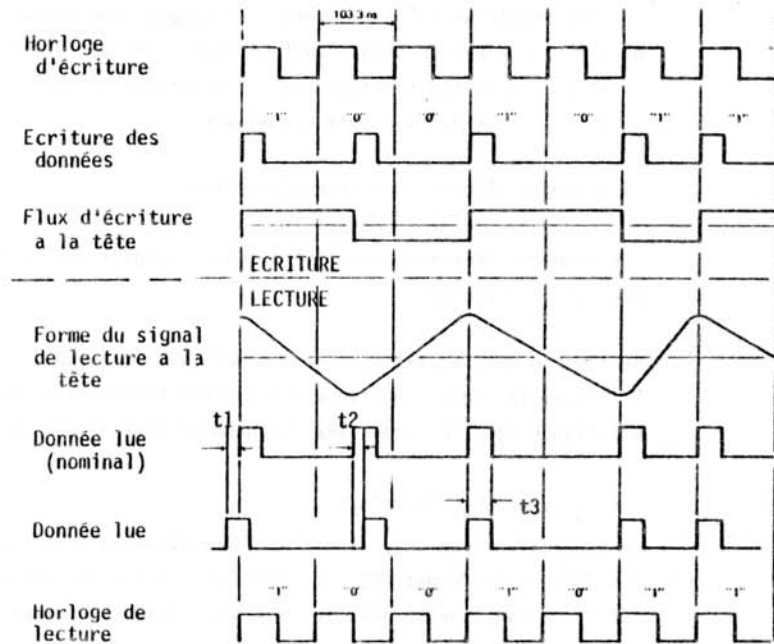 103.3 ns
Horloge
d'écriture
"1" "0" "0" "1" "0" "1" "1"
Ecriture des
données
Flux d'écriture
a la tête
ECRITURE
LECTURE
Forme du signal
de lecture a la
tête
t1 t2
Donnée lue
(nominal)
t3
Donnée lue
"1" "0" "0" "1" "0" "1" "1"
Horloge de
lecture